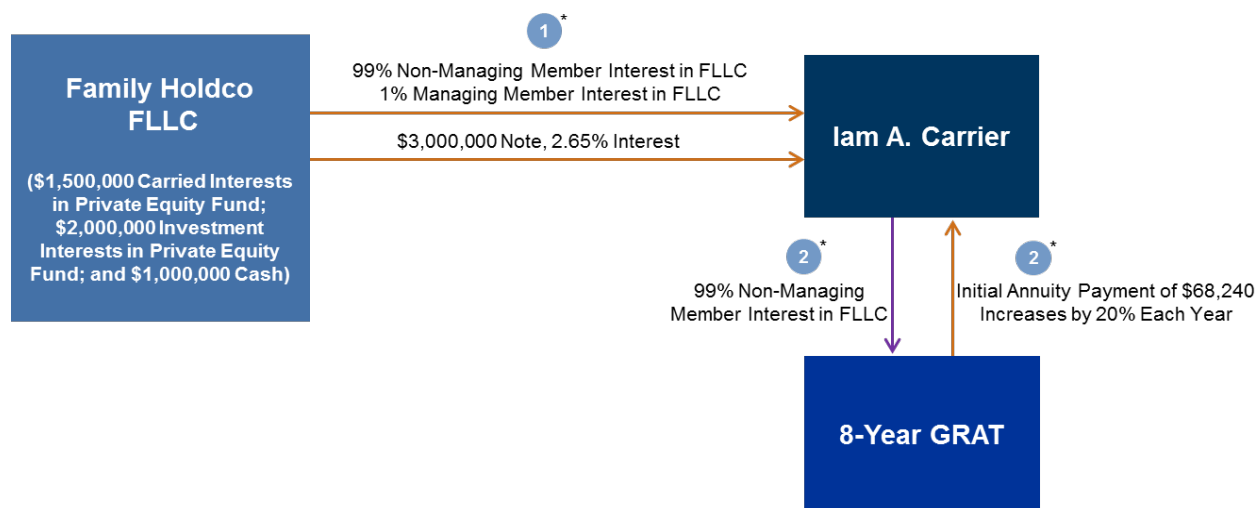 1
*
Family Holdco
FLLC
($1,500,000 Carried Interests
in Private Equity Fund;
$2,000,000 Investment
Interests in Private Equity
Fund; and $1,000,000 Cash)
99% Non-Managing Member Interest in FLLC
1% Managing Member Interest in FLLC
$3,000,000 Note, 2.65% Interest
Iam A. Carrier
2
*
99% Non-Managing
Member Interest in FLLC
2
*
Initial Annuity Payment of $68,240
Increases by 20% Each Year
8-Year GRAT